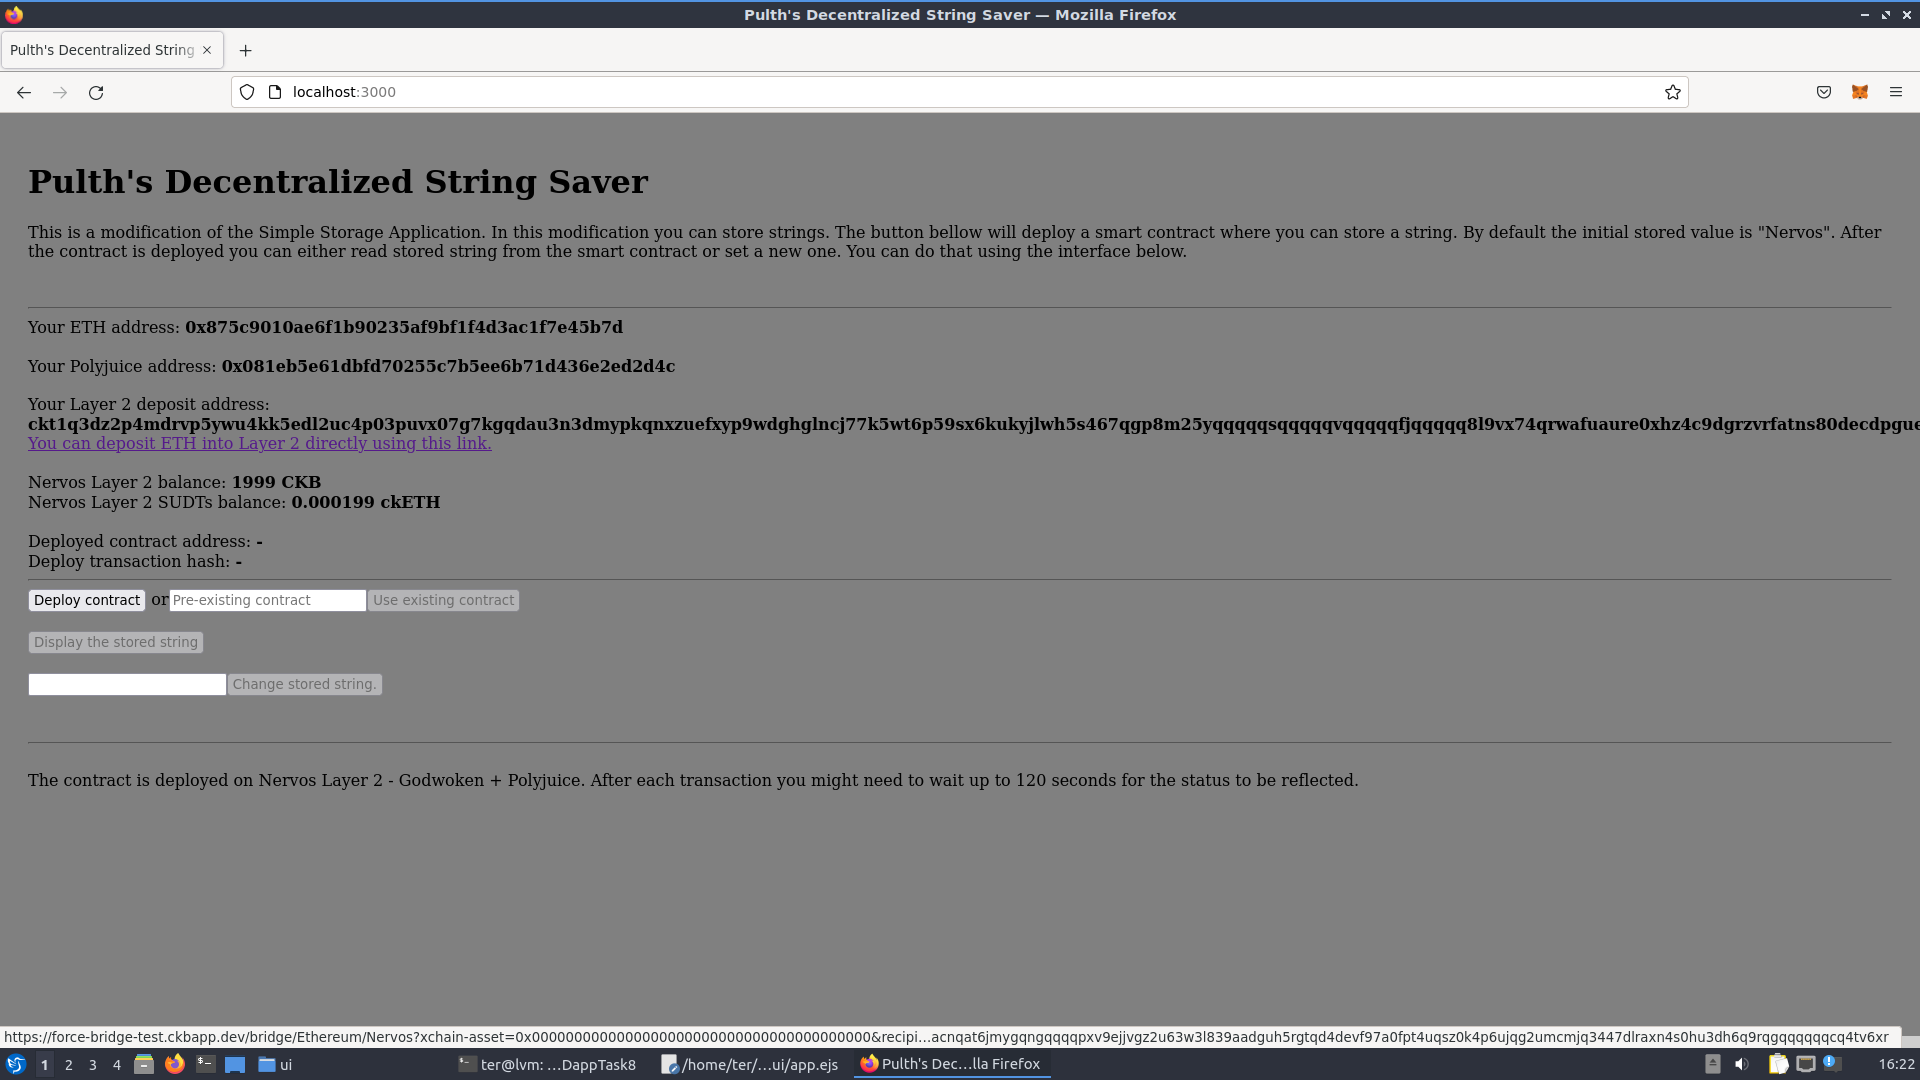 Pulth's Decentralized String Saver — Mozilla Firefox
Pulth's Decentralized String
localhost:3000
Pulth's Decentralized String Saver
This is a modification of the Simple Storage Application. In this modification you can store strings. The button bellow will deploy a smart contract where you can store a string. By default the initial stored value is "Nervos". After
the contract is deployed you can either read stored string from the smart contract or set a new one. You can do that using the interface below.
Your ETH address: 0x875c9010ae6f1b90235af9bf1f4d3ac1f7e45b7d
Your Polyjuice address: 0x081eb5e61dbfd70255c7b5ee6b71d436e2ed2d4c
Your Layer 2 deposit address:
ckt1q3dz2p4mdrvp5ywu4kk5edl2uc4p03puvx07g7kgqdau3n3dmypkqnxzuefxyp9wdghglncj77k5wt6p59sx6kukyjlwh5s467qgp8m25yqqqqqsqqqqqvqqqqqfjqqqqq8l9vx74qrwafuaure0xhz4c9dgrzvrfatns80decdpgue
You can deposit ETH into Layer 2 directly using this link.
Nervos Layer 2 balance: 1999 CKB
Nervos Layer 2 SUDTs balance: 0.000199 ckETH
Deployed contract address: -
Deploy transaction hash: -
Deploy contract or Pre-existing contract Use existing contract
Display the stored string
Change stored string.
The contract is deployed on Nervos Layer 2 - Godwoken + Polyjuice. After each transaction you might need to wait up to 120 seconds for the status to be reflected.
https://force-bridge-test.ckbapp.dev/bridge/Ethereum/Nervos?xchain-asset=0x0000000000000000000000000000000000000000&recipi…acnqat6jmygqngqqqqpxv9ejjvgz2u63w3l839aadguh5rgtqd4devf97a0fpt4uqsz0k4p6ujqg2umcmjq3447dlraxn4s0hu3dh6q9rqgqqqqqqcq4tv6xr
1 2 3 4 ui ter@lvm: …DappTask8 /home/ter/…ui/app.ejs Pulth's Dec…lla Firefox 16:22